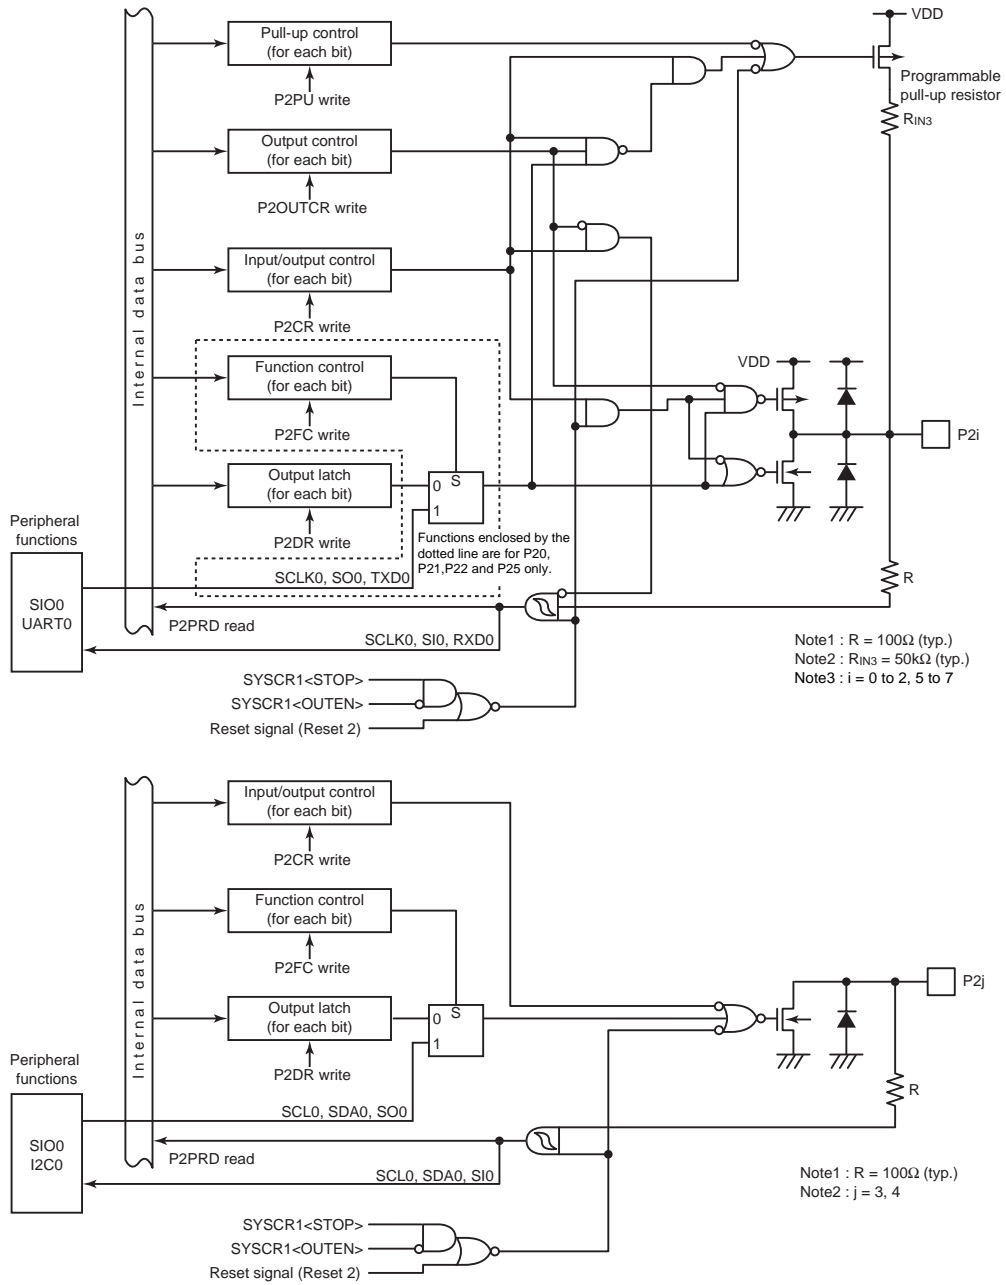 Internal data bus
Pull-up control
(for each bit)
P2PU write
Output control
(for each bit)
P2OUTCR write
Input/output control
(for each bit)
P2CR write
Function control
(for each bit)
P2FC write
Output latch
(for each bit)
P2DR write
0
S
1
Functions enclosed by the
dotted line are for P20,
P21,P22 and P25 only.
VDD
Programmable
pull-up resistor
RIN3
VDD
P2i
R
Peripheral
functions
SIO0
UART0
SCLK0, SO0, TXD0
P2PRD read
SCLK0, SI0, RXD0
SYSCR1<STOP>
SYSCR1<OUTEN>
Reset signal (Reset 2)
Note1 : R = 100Ω (typ.)
Note2 : RIN3 = 50kΩ (typ.)
Note3 : i = 0 to 2, 5 to 7
Internal data bus
Input/output control
(for each bit)
P2CR write
Function control
(for each bit)
P2FC write
Output latch
(for each bit)
P2DR write
0
S
1
P2j
R
Peripheral
functions
SIO0
I2C0
SCL0, SDA0, SO0
P2PRD read
SCL0, SDA0, SI0
SYSCR1<STOP>
SYSCR1<OUTEN>
Reset signal (Reset 2)
Note1 : R = 100Ω (typ.)
Note2 : j = 3, 4